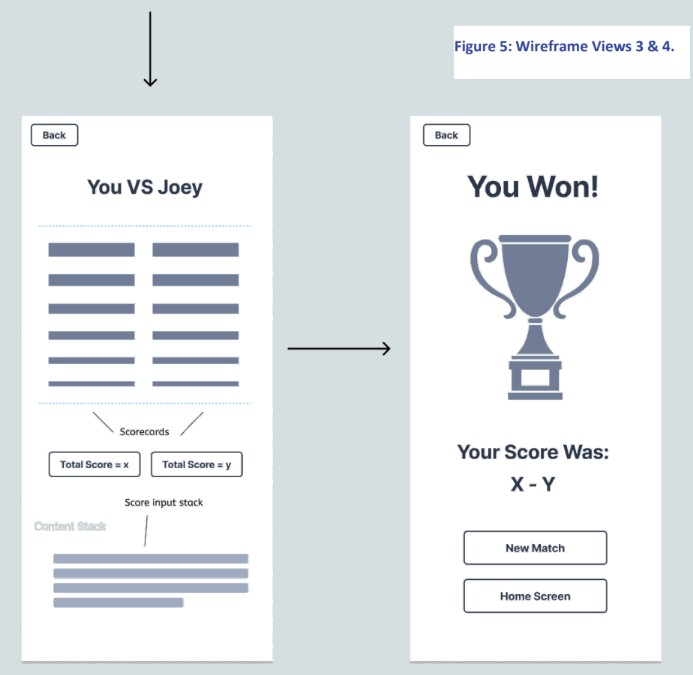 Figure 5: Wireframe Views 3 & 4.
Back
You VS Joey
Scorecords
Total Score = x
Total Score = y
Score input stack
Content Stack
Back
You Won!
Your Score Was:
X - Y
New Match
Home Screen